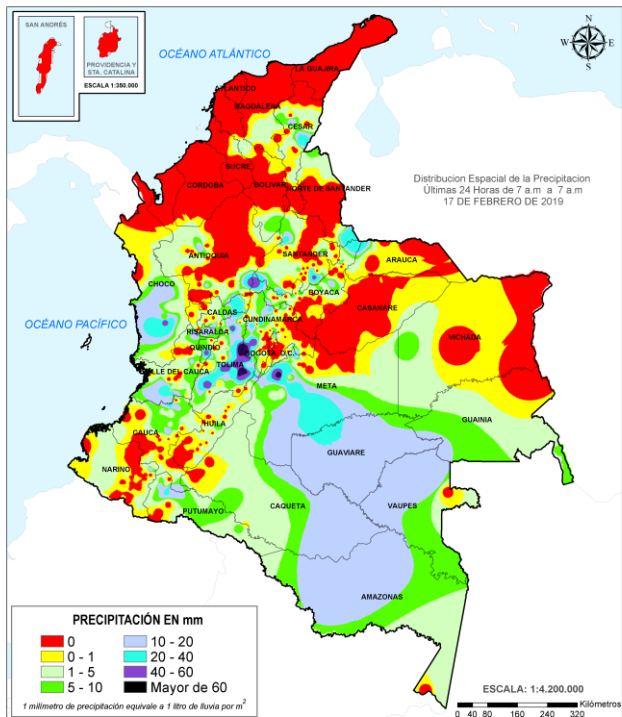 SAN ANDRÉS
PROVIDENCIA Y
STA. CATALINA
ESCALA 1:350.000
OCÉANO ATLÁNTICO
N
W
E
S
LA GUAJIRA
ATLANTICO
MAGDALENA
CESAR
SUCRE
CORDOBA
BOLIVAR
NORTE DE SANTANDER
Distribucion Espacial de la Precipitacion
Últimas 24 Horas de 7 a.m a 7 a.m
17 DE FEBRERO DE 2019
ANTIOQUIA
SANTANDER
ARAUCA
CHOCO
BOYACA
CASANARE
OCÉANO PACÍFICO
CALDAS
CUNDINAMARCA
RISARALDA
VICHADA
QUINDIO
BOGOTA, D.C.
TOLIMA
VALLE DEL CAUCA
META
GUAINIA
CAUCA
HUILA
GUAVIARE
NARIÑO
CAQUETA
VAUPES
PUTUMAYO
AMAZONAS
PRECIPITACIÓN EN mm
0
10 - 20
0 - 1
20 - 40
1 - 5
40 - 60
5 - 10
Mayor de 60
1 milímetro de precipitación equivale a 1 litro de lluvia por m2
ESCALA: 1:4.200.000
Kilómetros
0 40 80 160 240 320